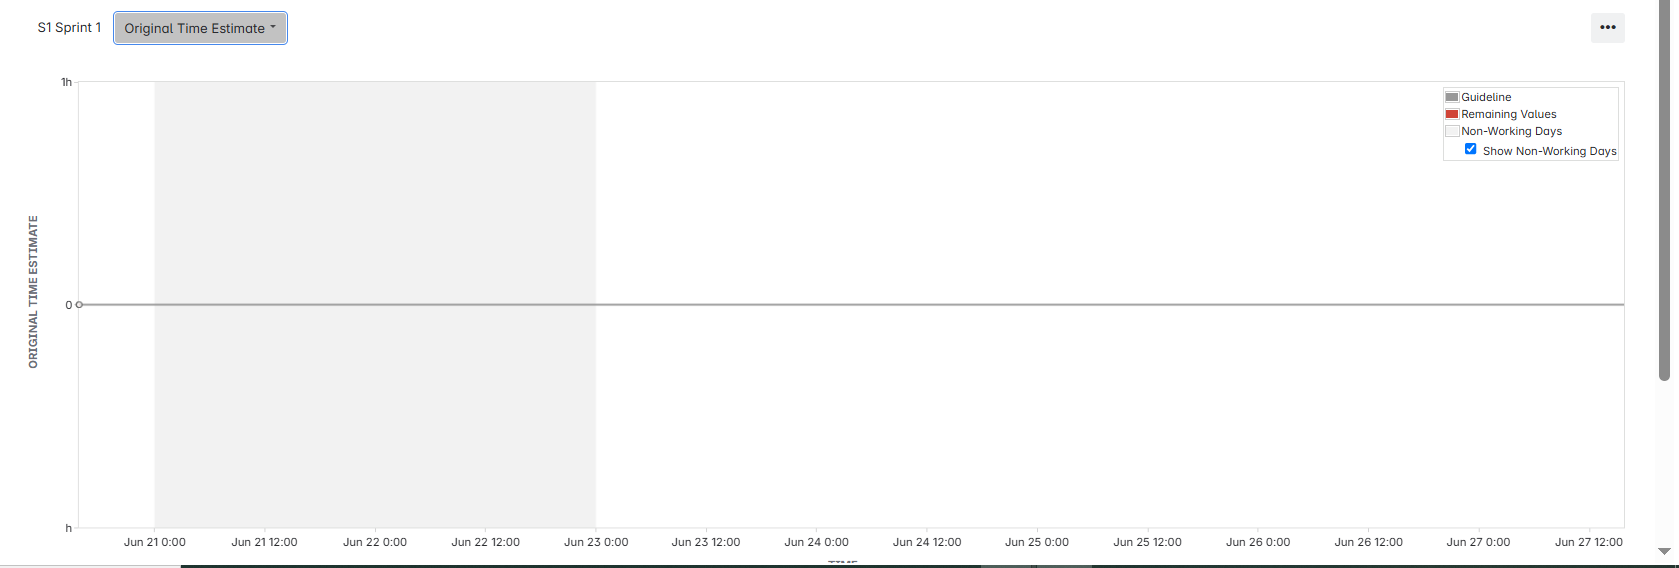 S1 Sprint 1 Original Time Estimate
•••
1h
Guideline
Remaining Values
Non-Working Days
Show Non-Working Days
ORIGINAL TIME ESTIMATE
0
h
Jun 21 0:00 Jun 21 12:00 Jun 22 0:00 Jun 22 12:00 Jun 23 0:00 Jun 23 12:00 Jun 24 0:00 Jun 24 12:00 Jun 25 0:00 Jun 25 12:00 Jun 26 0:00 Jun 26 12:00 Jun 27 0:00 Jun 27 12:00